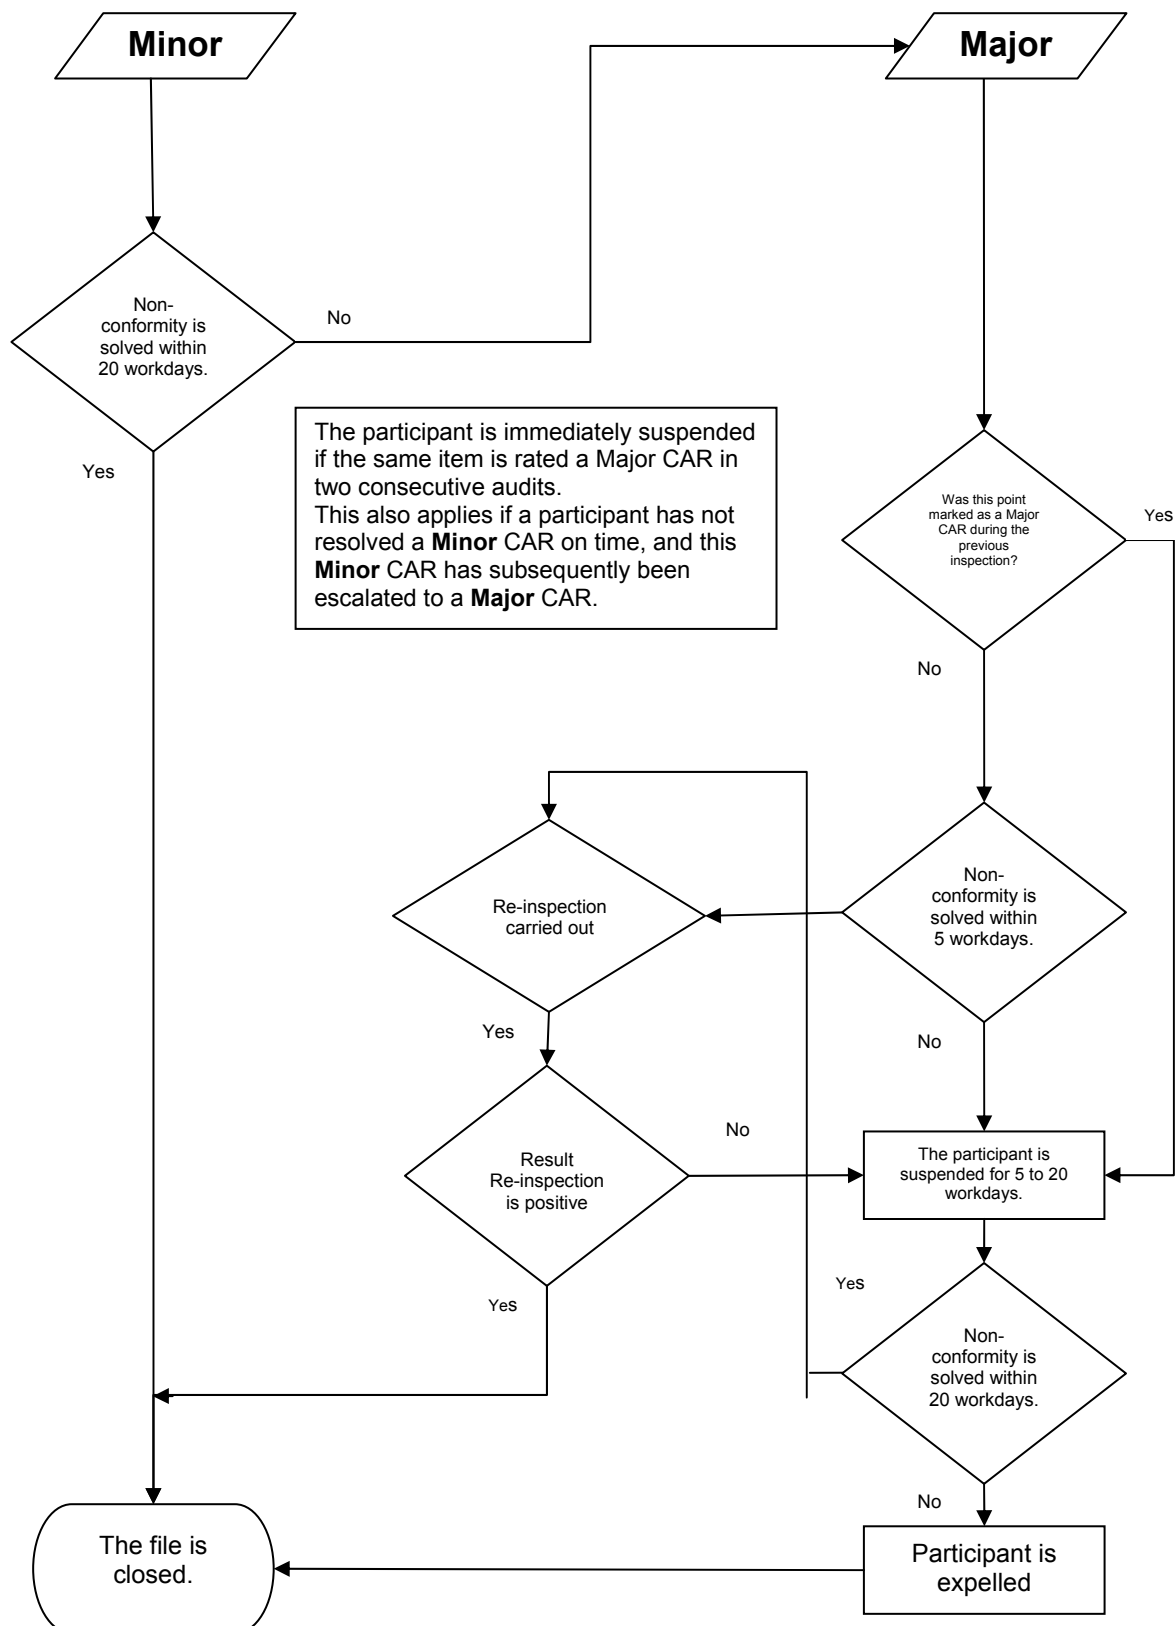 Minor
Major
Non-
conformity is
solved within
20 workdays.
No
Yes
The participant is immediately suspended
if the same item is rated a Major CAR in
two consecutive audits.
This also applies if a participant has not
resolved a Minor CAR on time, and this
Minor CAR has subsequently been
escalated to a Major CAR.
Was this point
marked as a Major
CAR during the
previous
inspection?
Yes
No
Re-inspection
carried out
Non-
conformity is
solved within
5 workdays.
Yes
No
Result
Re-inspection
is positive
No
The participant is
suspended for 5 to 20
workdays.
Yes
Yes
Non-
conformity is
solved within
20 workdays.
No
The file is
closed.
Participant is
expelled